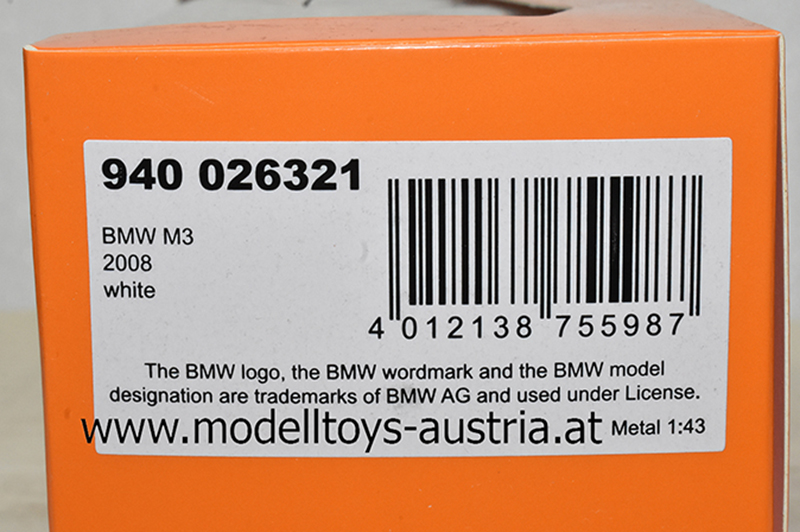 940 026321
BMW M3
2008
white
4 012138 755987
The BMW logo, the BMW wordmark and the BMW model
designation are trademarks of BMW AG and used under License.
www.modelltoys-austria.at
Metal 1:43